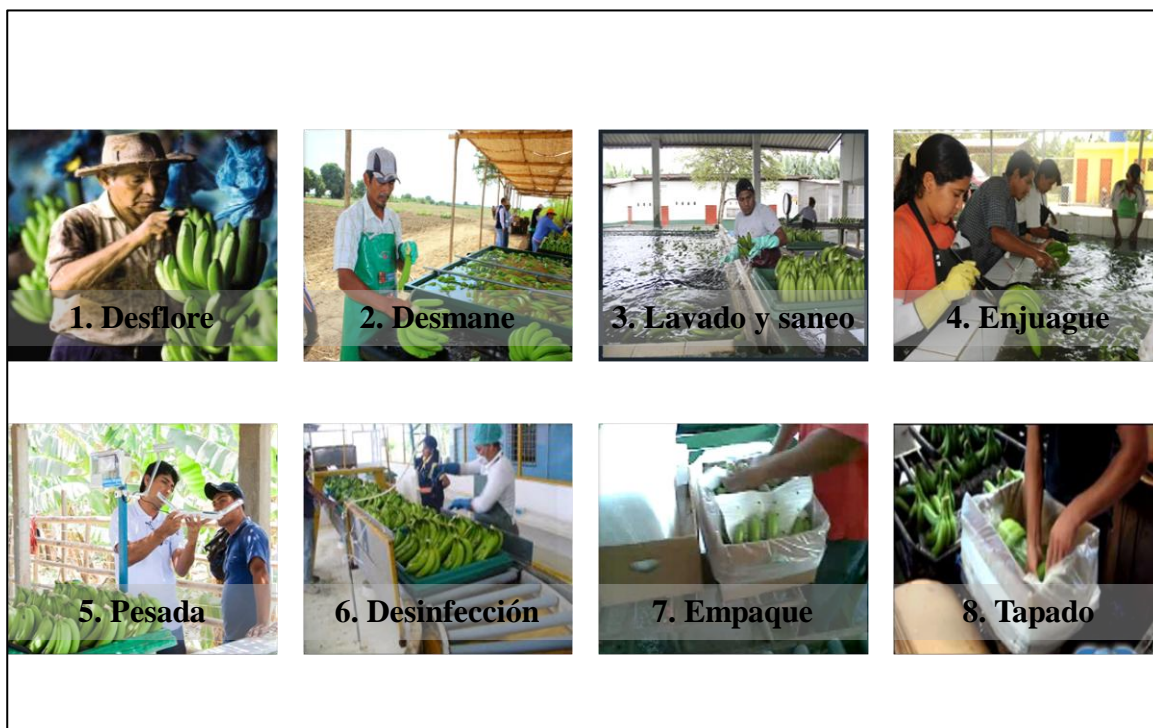 1. Desflore
2. Desmane
3. Lavado y saneo
4. Enjuague
5. Pesada
6. Desinfección
7. Empaque
8. Tapado